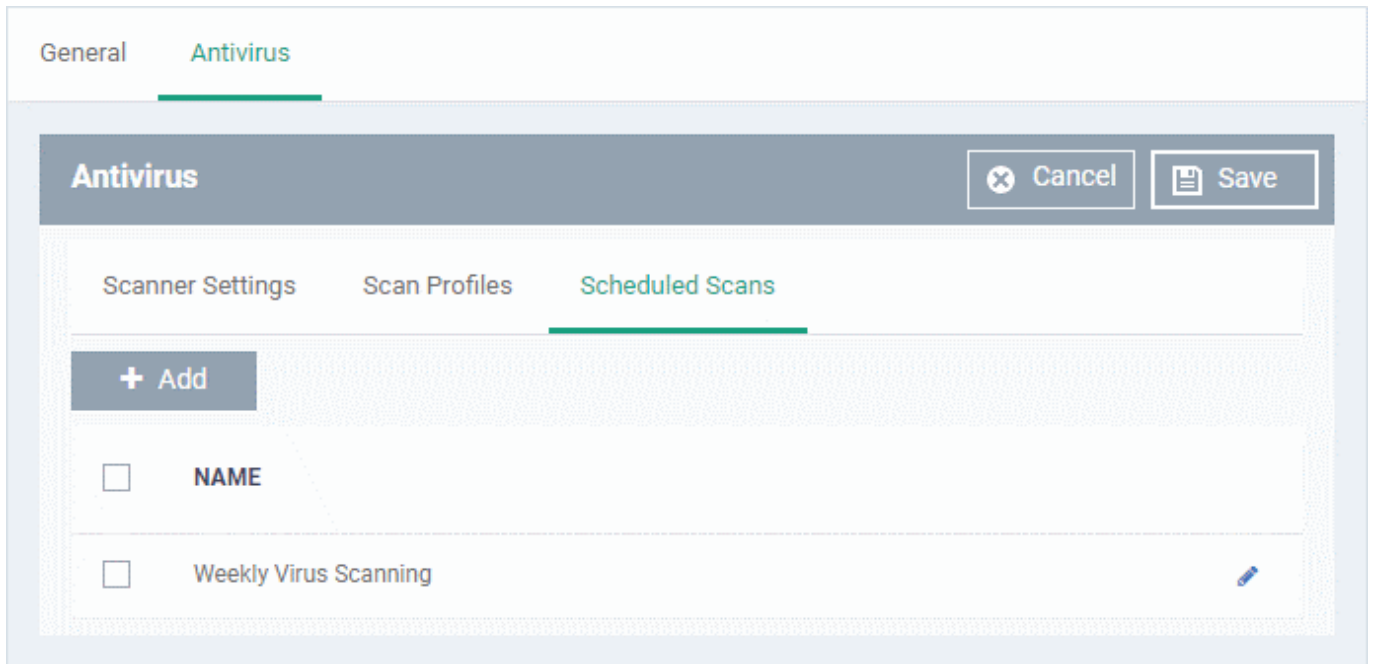 General Antivirus
Antivirus Cancel Save
Scanner Settings Scan Profiles Scheduled Scans
Add
NAME
Weekly Virus Scanning